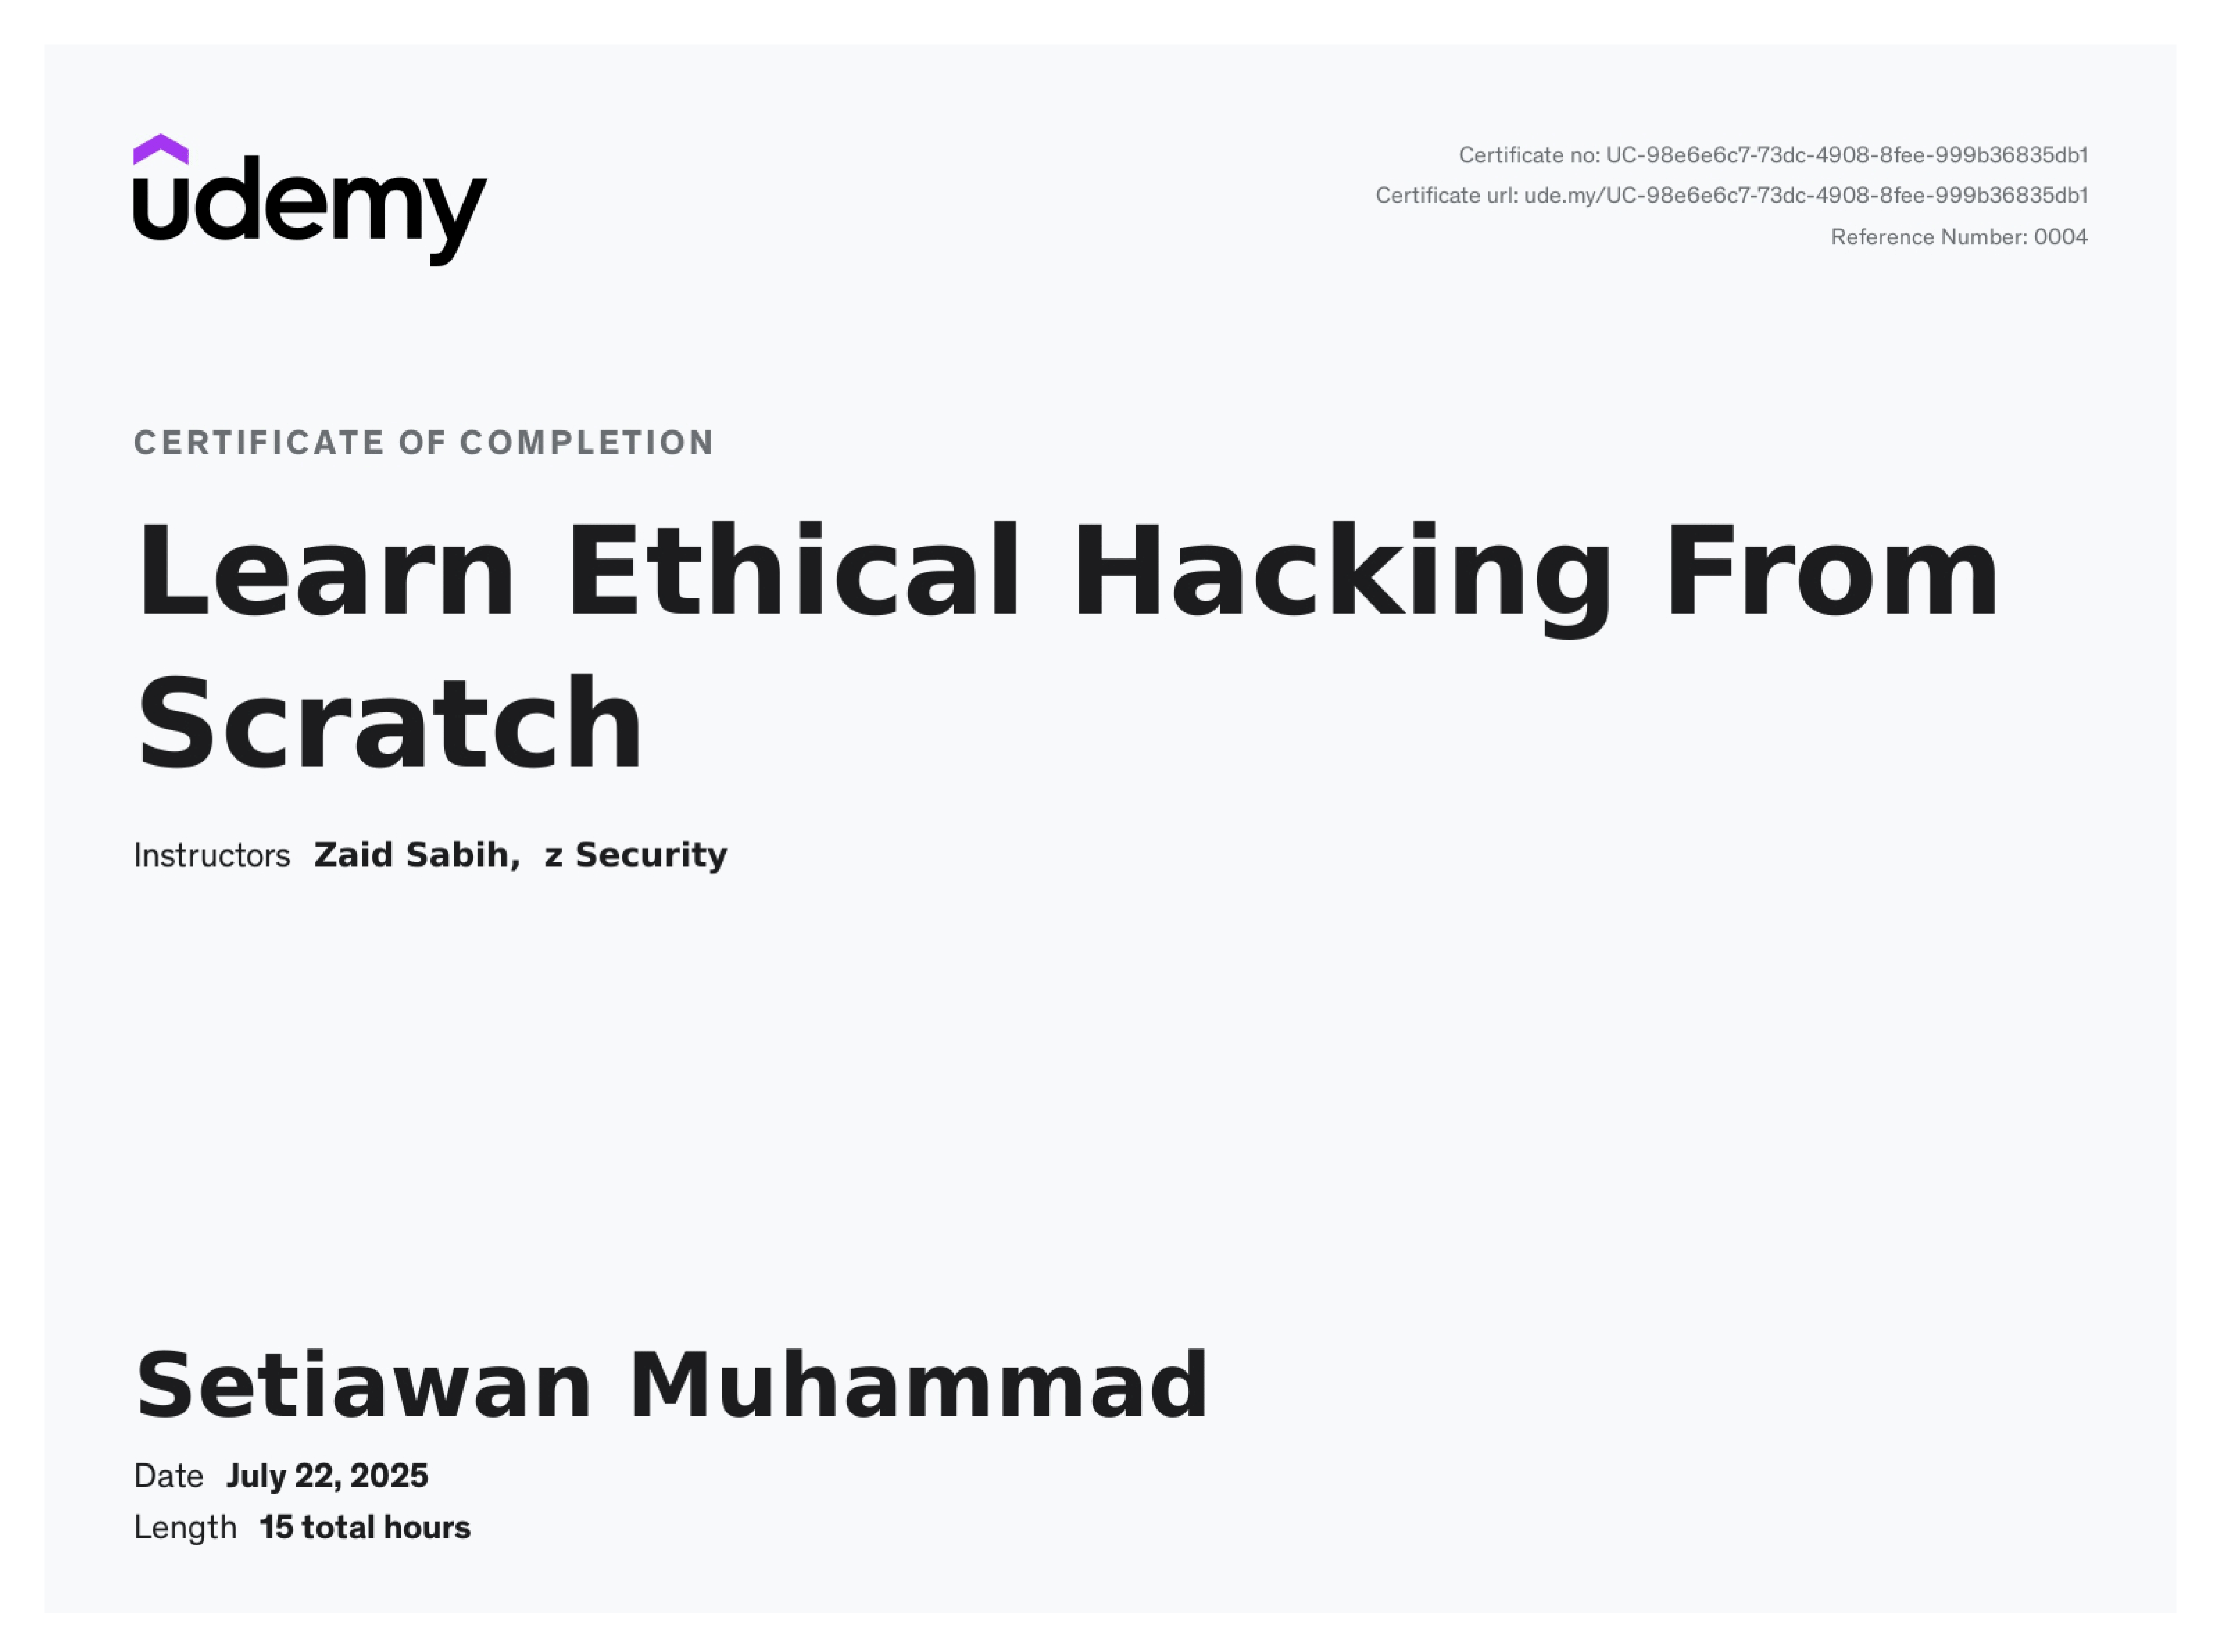 udemy
Certificate no: UC-98e6e6c7-73dc-4908-8fee-999b36835db1
Certificate url: ude.my/UC-98e6e6c7-73dc-4908-8fee-999b36835db1
Reference Number: 0004
CERTIFICATE OF COMPLETION
Learn Ethical Hacking From
Scratch
Instructors Zaid Sabih, z Security
Setiawan Muhammad
Date July 22, 2025
Length 15 total hours